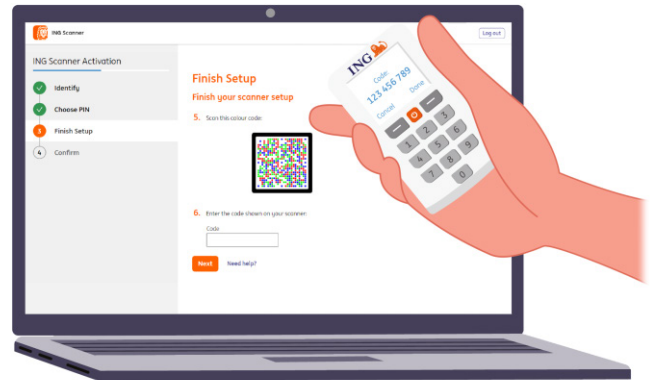 ING Scanner
Log out
ING Scanner Activation
Identify
Choose PIN
3 Finish Setup
4 Confirm
Finish Setup
Finish your scanner setup
5. Scan this colour code:
6. Enter the code shown on your scanner:
Code
Next Need help?
ING
Code:
123 456 789
Cancel Done
1 2 3
4 5 6
7 8 9
0